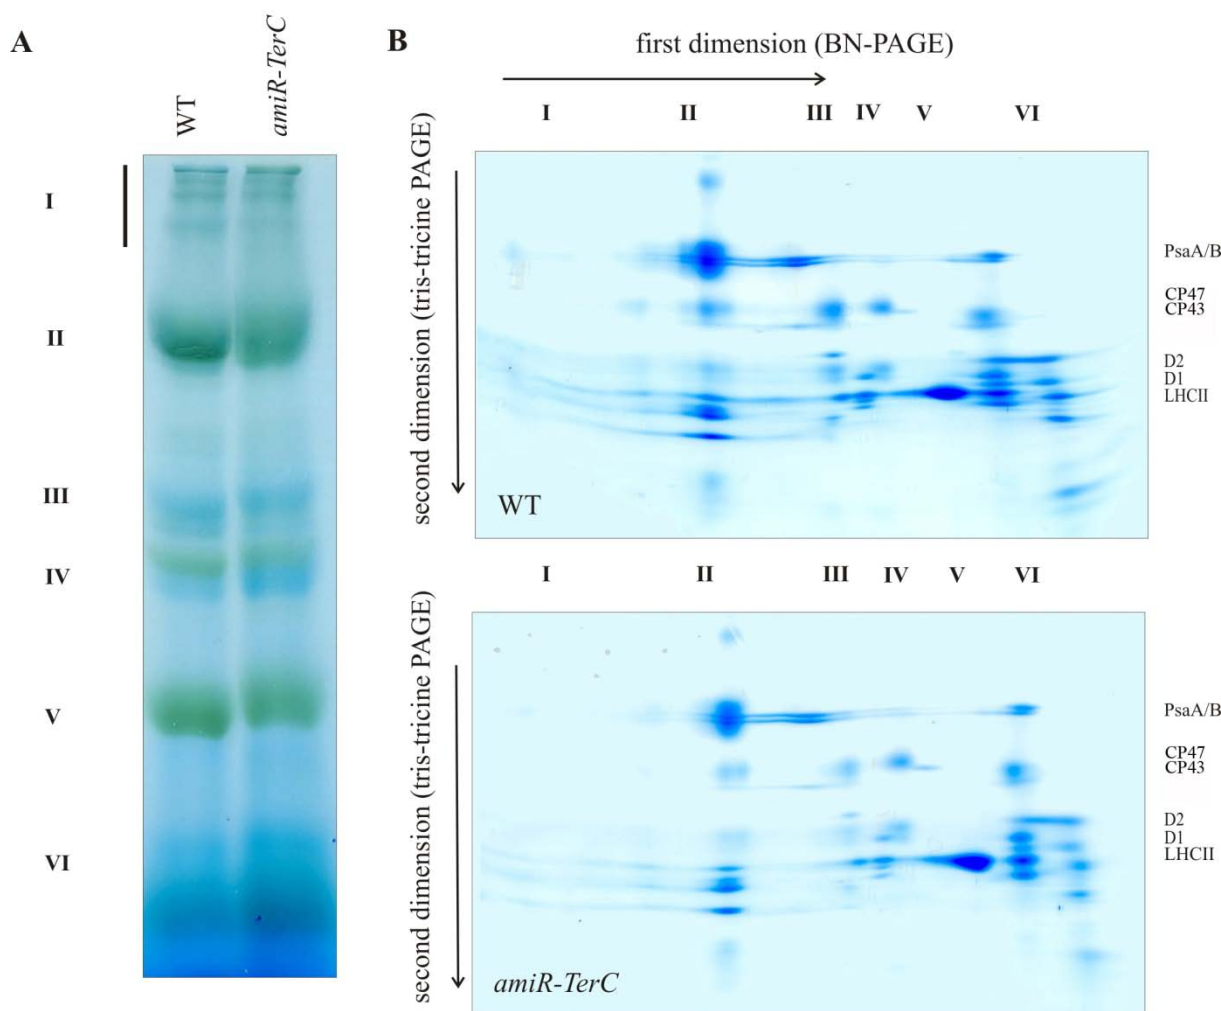 A
WT
amiR-TerC
I
II
III
IV
V
VI
B
first dimension (BN-PAGE)
I II III IV V VI
second dimension (tris-tricine PAGE)
PsaA/B
CP47
CP43
D2
D1
LHCII
WT
I II III IV V VI
second dimension (tris-tricine PAGE)
PsaA/B
CP47
CP43
D2
D1
LHCII
amiR-TerC